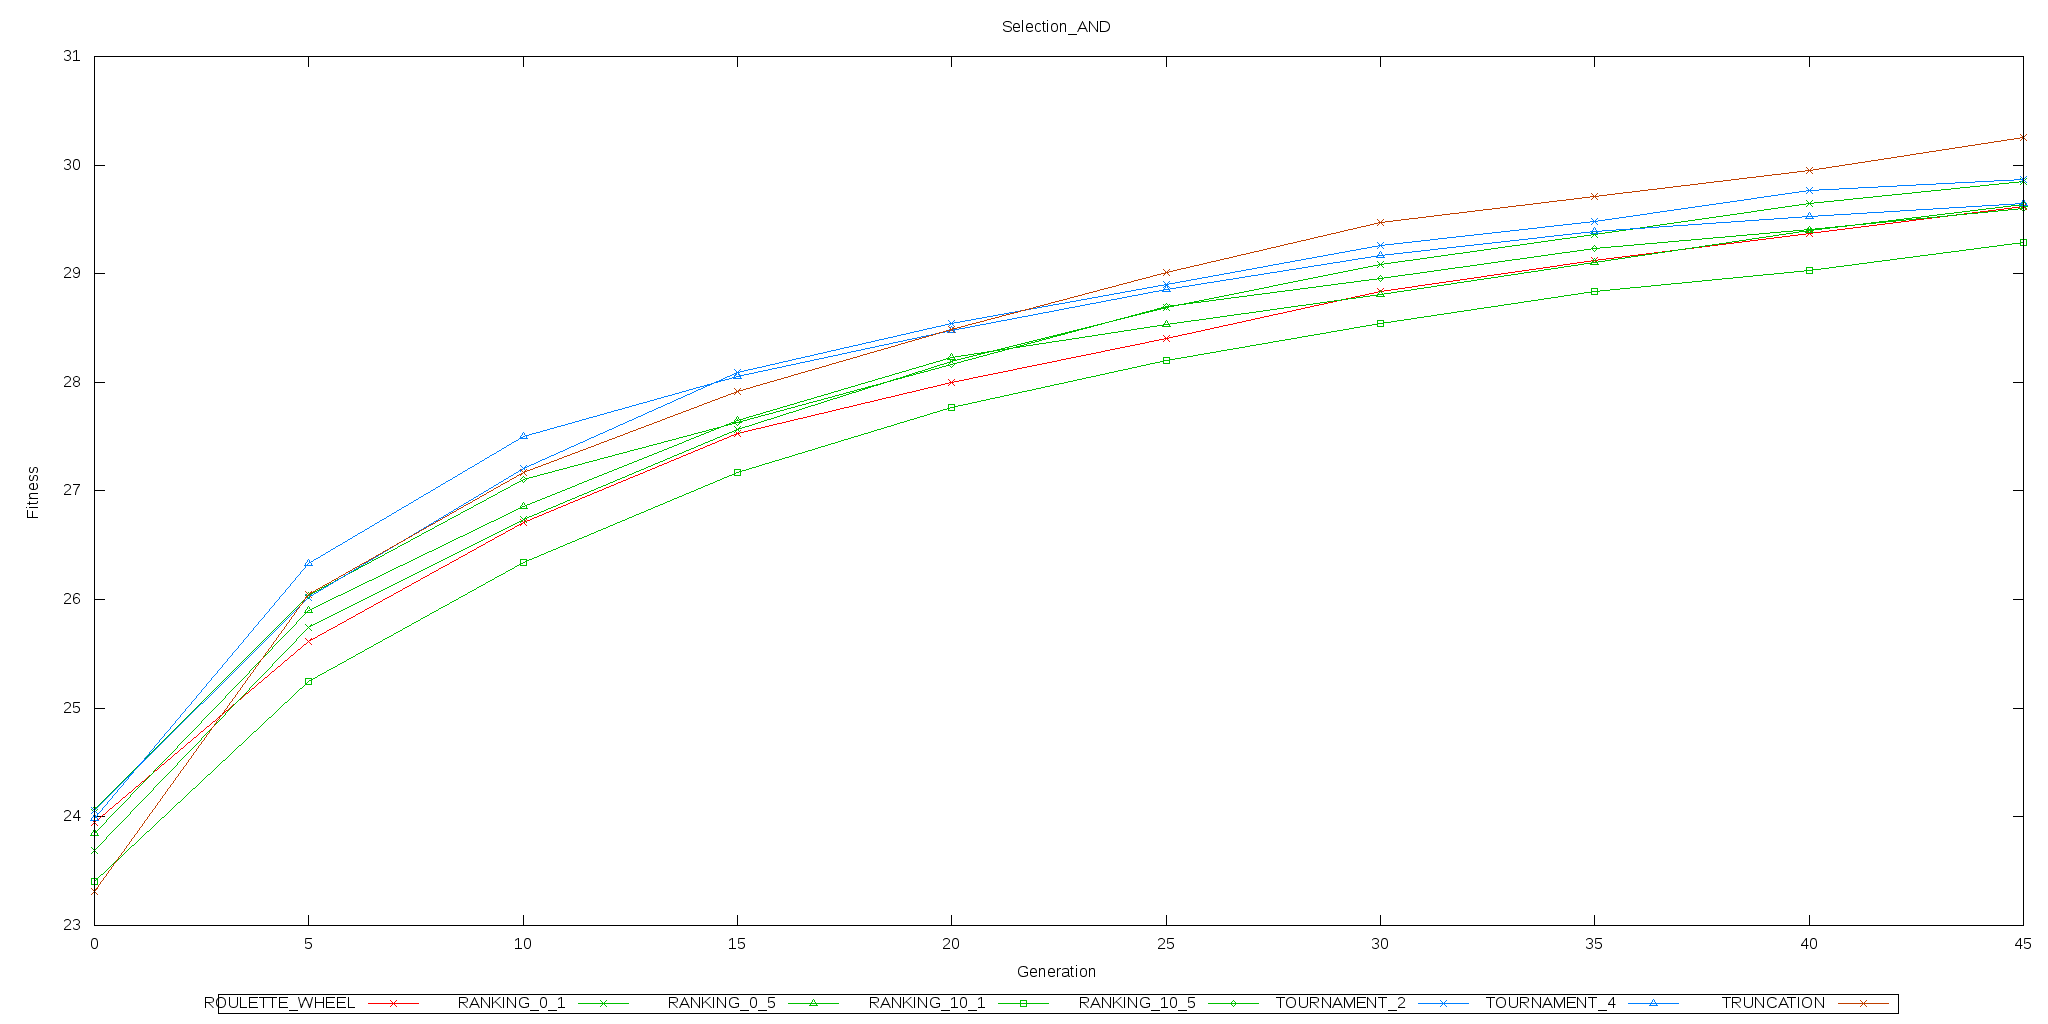 Selection_AND
31
30
29
28
27
26
25
24
23
Fitness
0 5 10 15 20 25 30 35 40 45
Generation
ROULETTE_WHEEL RANKING_0_1 RANKING_0_5 RANKING_10_1 RANKING_10_5 TOURNAMENT_2 TOURNAMENT_4 TRUNCATION